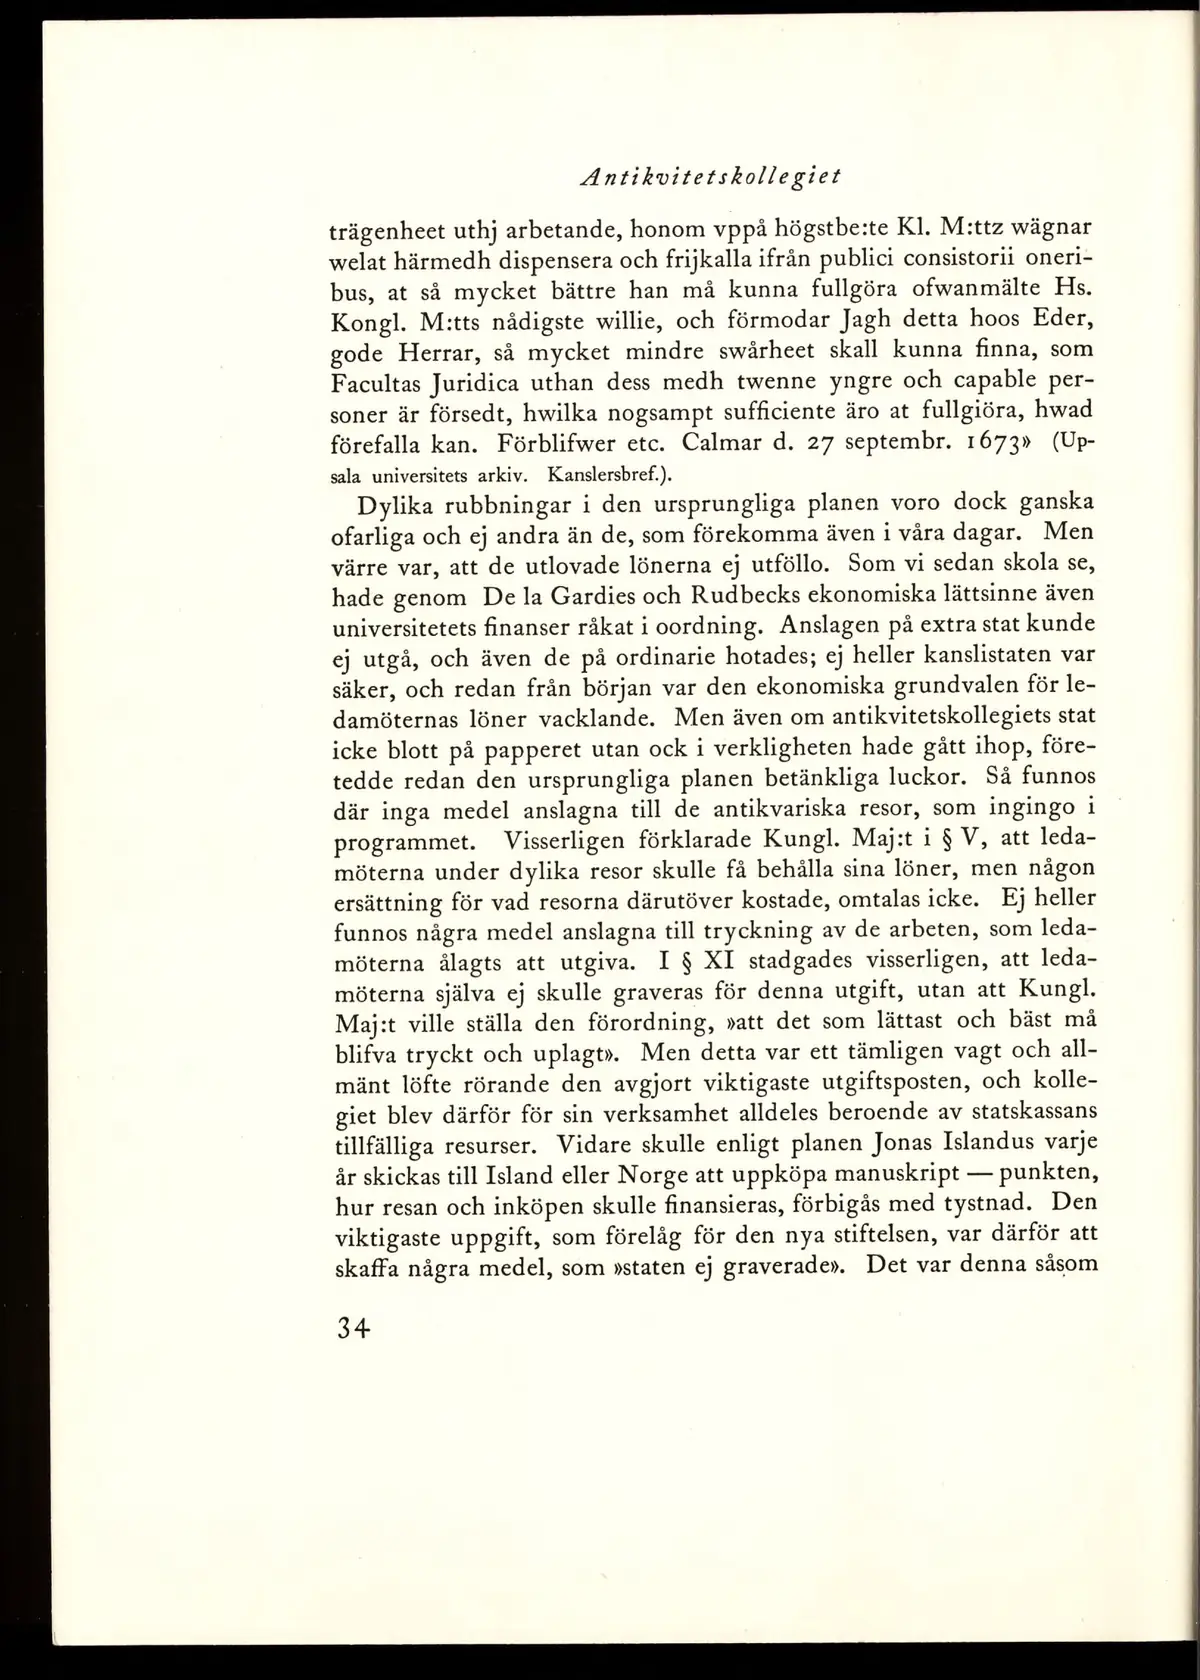 Antikvitetskollegiet
trägenheet uthj arbetande, honom vppå högstbe:te Kl. M:ttz wägnar
welat härmedh dispensera och frijkalla ifrån publici consistorii oneri-
bus, at så mycket bättre han må kunna fullgöra ofwanmälte Hs.
Kongl. M:tts nådigste willie, och förmodar Jagh detta hoos Eder,
gode Herrar, så mycket mindre swårheet skall kunna finna, som
Facultas Juridica uthan dess medh twenne yngre och capable per-
soner är försedt, hwilka nogsampt sufficiente äro at fullgiöra, hwad
förefalla kan. Förblifwer etc. Calmar d. 27 septembr. 1673» (Up-
sala universitets arkiv. Kanslersbref.).
Dylika rubbningar i den ursprungliga planen voro dock ganska
ofarliga och ej andra än de, som förekomma även i våra dagar. Men
värre var, att de utlovade lönerna ej utföllo. Som vi sedan skola se,
hade genom De la Gardies och Rudbecks ekonomiska lättsinne även
universitetets finanser råkat i oordning. Anslagen på extra stat kunde
ej utgå, och även de på ordinarie hotades; ej heller kanslistaten var
säker, och redan från början var den ekonomiska grundvalen för le-
damöternas löner vacklande. Men även om antikvitetskollegiets stat
icke blott på papperet utan ock i verkligheten hade gått ihop, före-
tedde redan den ursprungliga planen betänkliga luckor. Så funnos
där inga medel anslagna till de antikvariska resor, som ingingo i
programmet. Visserligen förklarade Kungl. Maj:t i § V, att leda-
möterna under dylika resor skulle få behålla sina löner, men någon
ersättning för vad resorna därutöver kostade, omtalas icke. Ej heller
funnos några medel anslagna till tryckning av de arbeten, som leda-
möterna ålagts att utgiva. I § XI stadgades visserligen, att leda-
möterna själva ej skulle graveras för denna utgift, utan att Kungl.
Maj:t ville ställa den förordning, »att det som lättast och bäst må
blifva tryckt och uplagt». Men detta var ett tämligen vagt och all-
mänt löfte rörande den avgjort viktigaste utgiftsposten, och kolle-
giet blev därför för sin verksamhet alldeles beroende av statskassans
tillfälliga resurser. Vidare skulle enligt planen Jonas Islandus varje
år skickas till Island eller Norge att uppköpa manuskript — punkten,
hur resan och inköpen skulle finansieras, förbigås med tystnad. Den
viktigaste uppgift, som förelåg för den nya stiftelsen, var därför att
skaffa några medel, som »staten ej graverade». Det var denna såsom
34